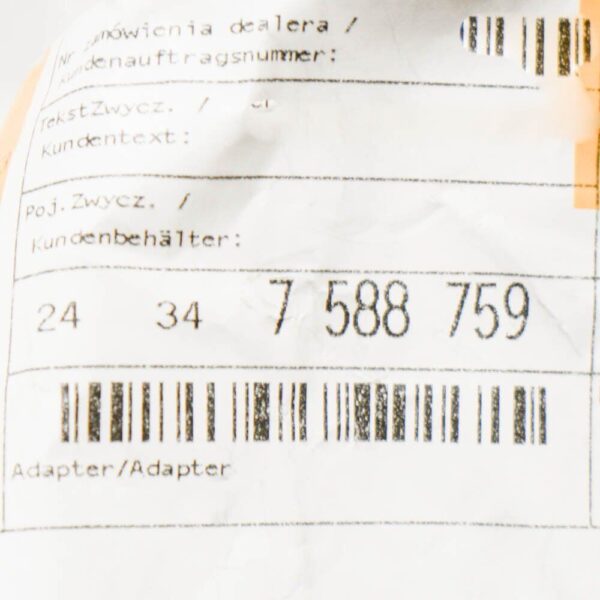 Nr zamówienia dealera /
Kundenauftragsnummer:
TekstZwycz. /
Kundentext:
Poj.Zwycz. /
Kundenbehälter:
24 34 7 588 759
Adapter/Adapter